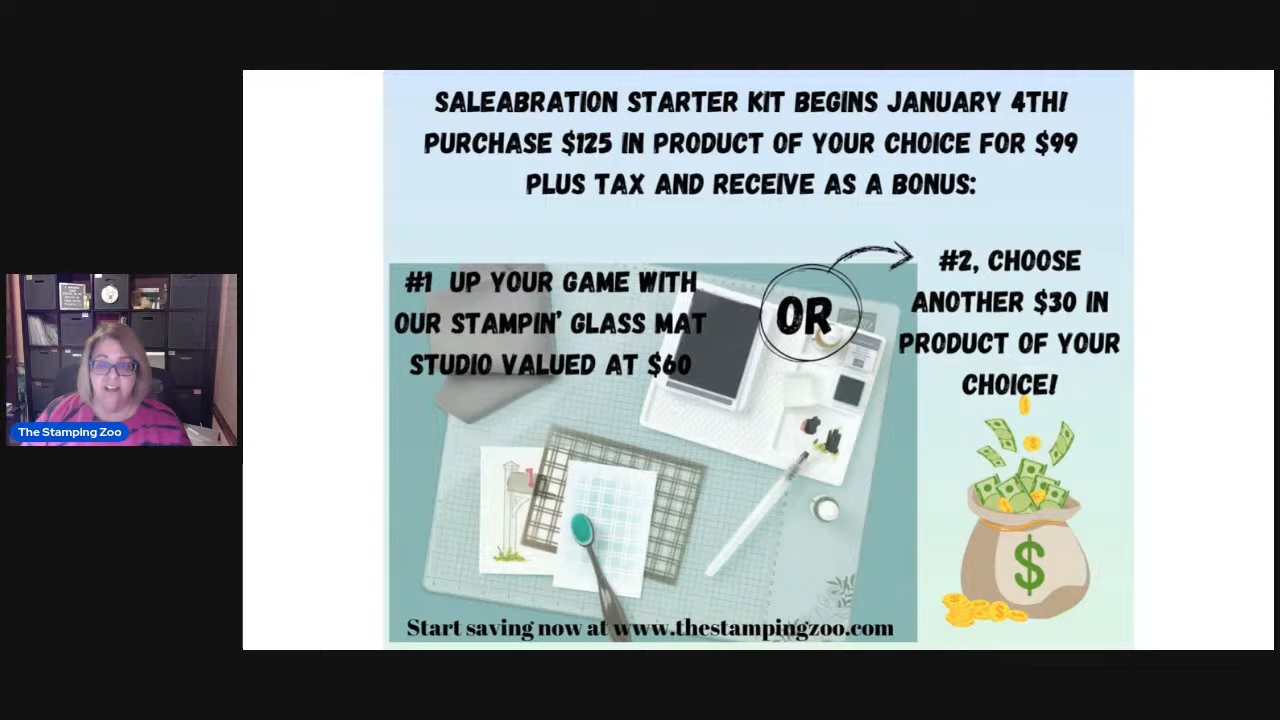 SALEABRATION STARTER KIT BEGINS JANUARY 4TH!
PURCHASE $125 IN PRODUCT OF YOUR CHOICE FOR $99
PLUS TAX AND RECEIVE AS A BONUS:
#1 UP YOUR GAME WITH
OUR STAMPIN' GLASS MAT
STUDIO VALUED AT $60
OR
#2, CHOOSE
ANOTHER $30 IN
PRODUCT OF YOUR
CHOICE!
$
Start saving now at www.thestampingzoo.com
The Stamping Zoo